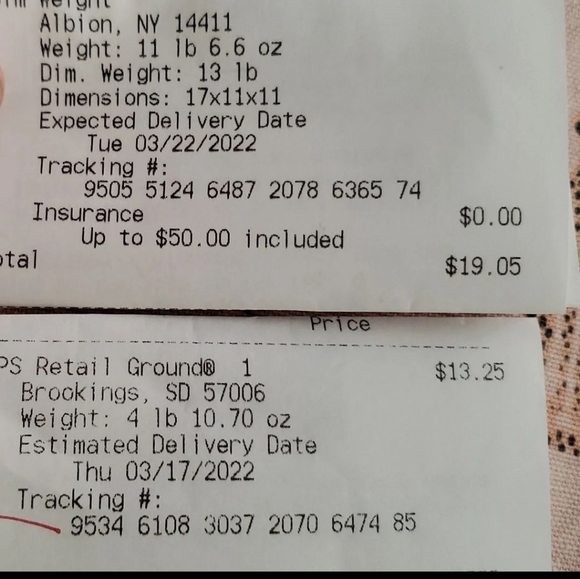 Weight
Albion, NY 14411
Weight: 11 lb 6.6 oz
Dim. Weight: 13 lb
Dimensions: 17x11x11
Expected Delivery Date
Tue 03/22/2022
Tracking #:
9505 5124 6487 2078 6365 74
Insurance $0.00
Up to $50.00 included
otal $19.05
Price
PS Retail Ground® 1 $13.25
Brookings, SD 57006
Weight: 4 lb 10.70 oz
Estimated Delivery Date
Thu 03/17/2022
Tracking #:
9534 6108 3037 2070 6474 85